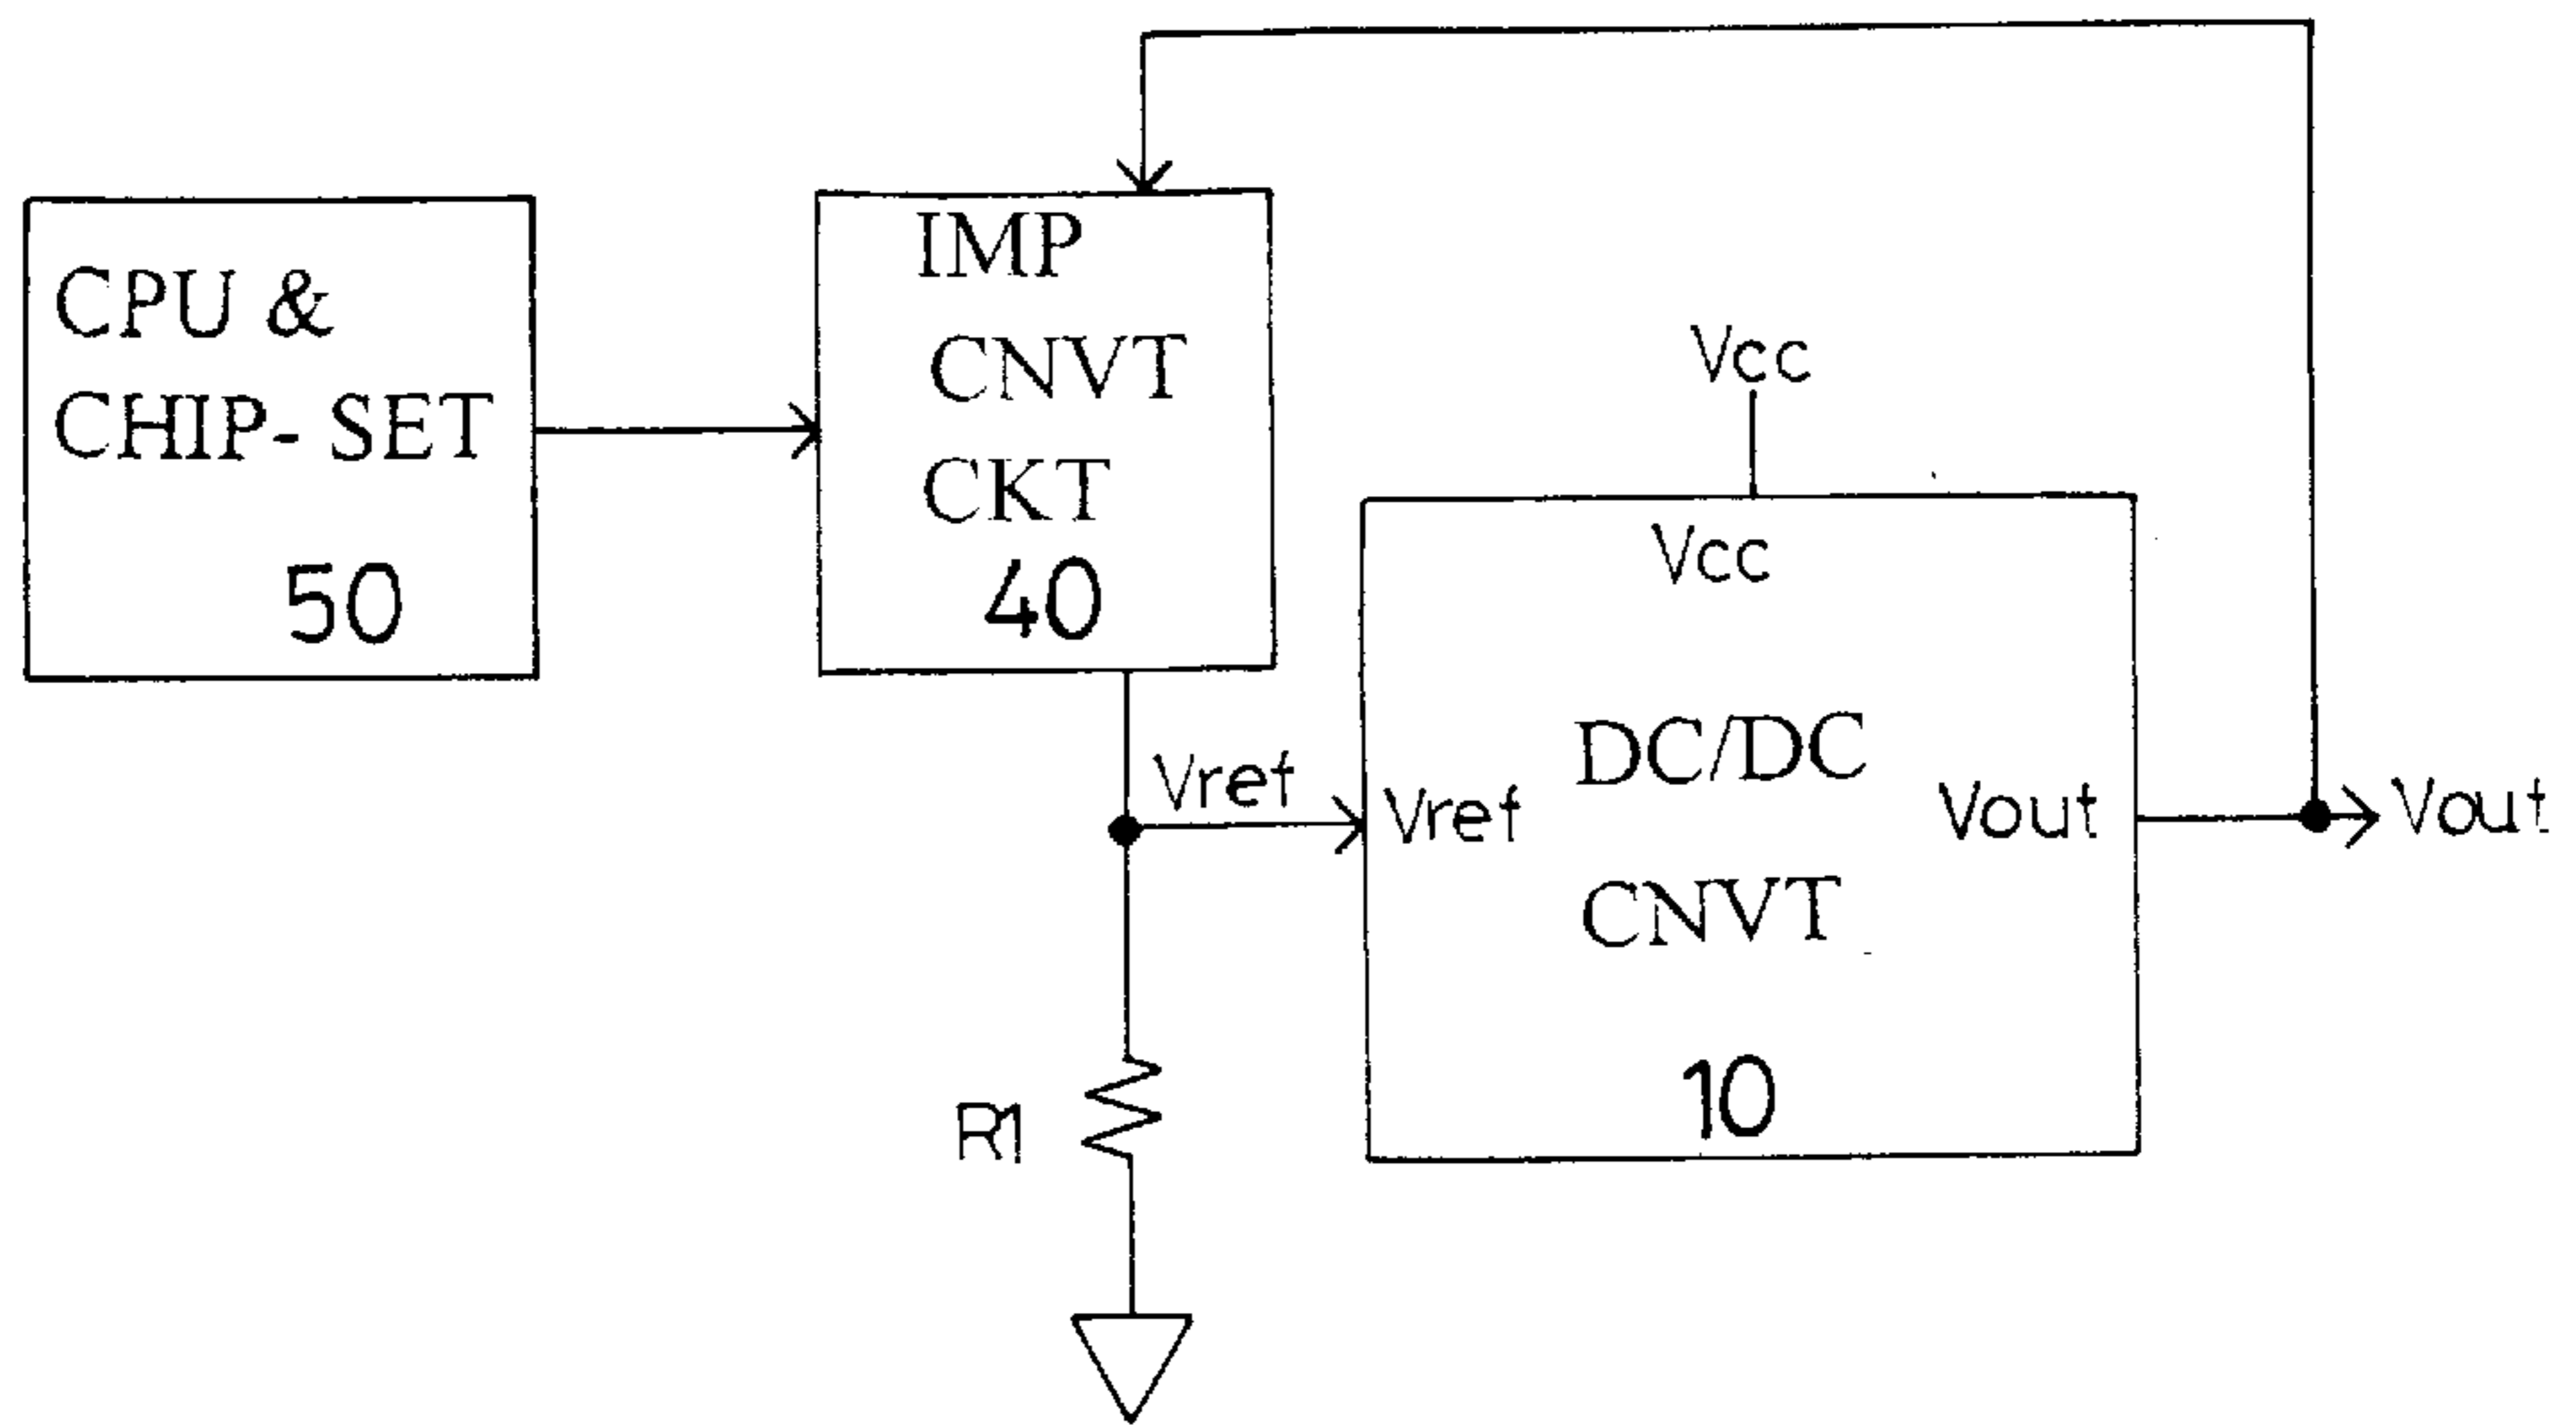 CPU &
CHIP- SET
50
IMP
CNVT
CKT
40
Vcc
Vcc
DC/DC
CNVT
10
Vref
Vref
Vout
Vout
R1